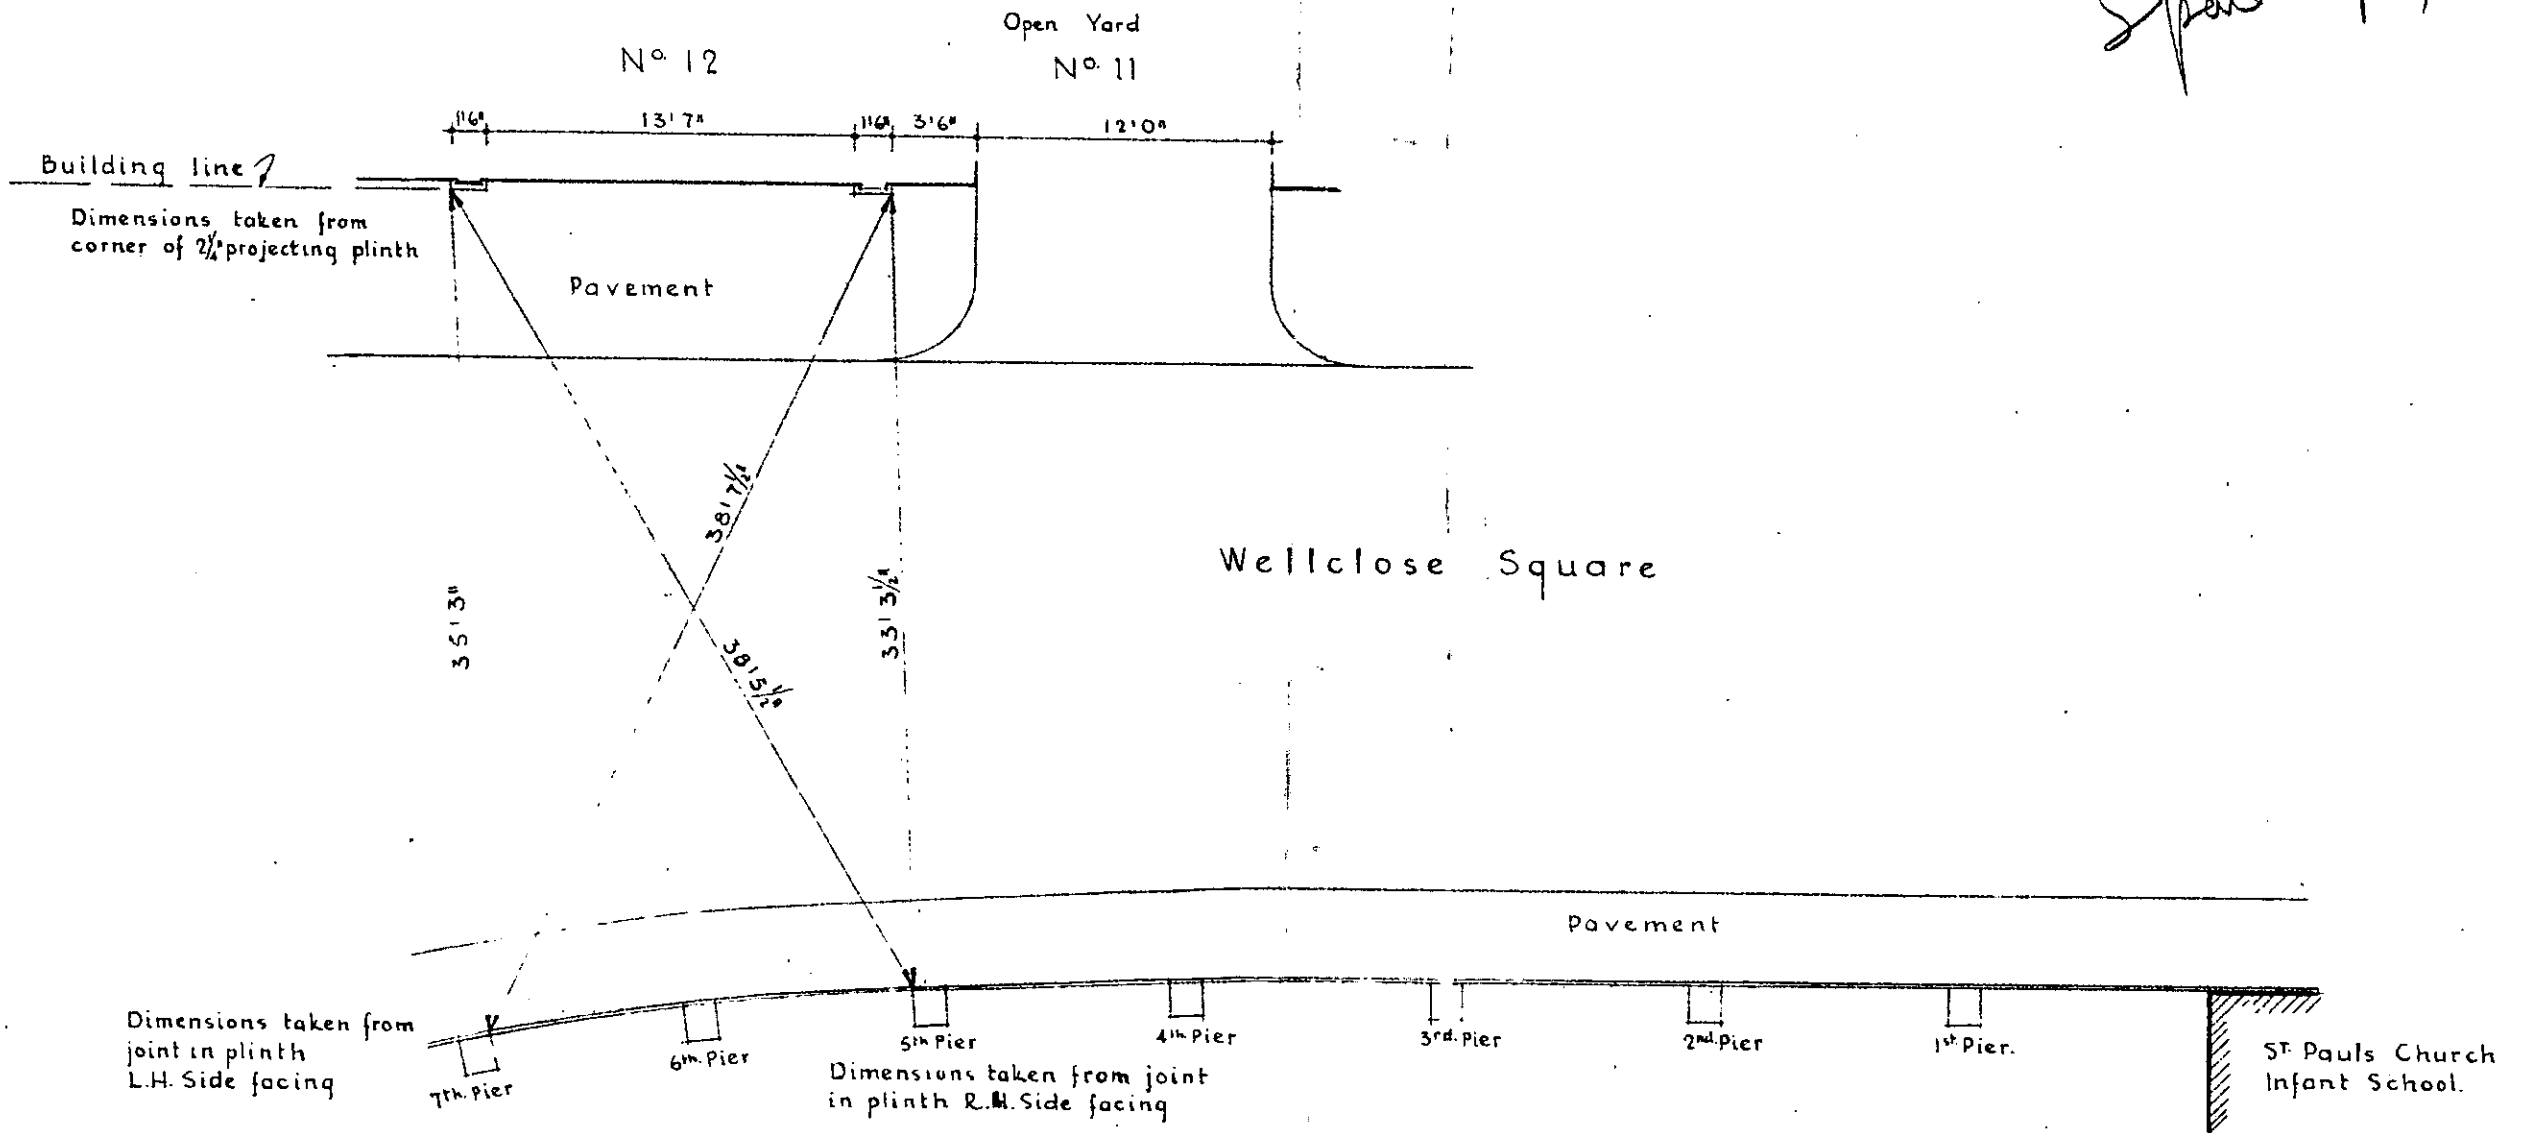 Open Yard
Nº 12
Nº 11
1'6"
13'7"
1'6"
3'6"
12'0"
Building line
Dimensions taken from
corner of 2¼" projecting plinth
Pavement
38'7½"
35'3"
33'3½"
38'5½"
Wellclose Square
Pavement
Dimensions taken from
joint in plinth
L.H. Side facing
7th. Pier
6th. Pier
5th Pier
4th Pier
3rd. Pier
2nd. Pier
1st. Pier.
Dimensions taken from joint
in plinth R.H. Side facing
ST. Pauls Church
Infant School.